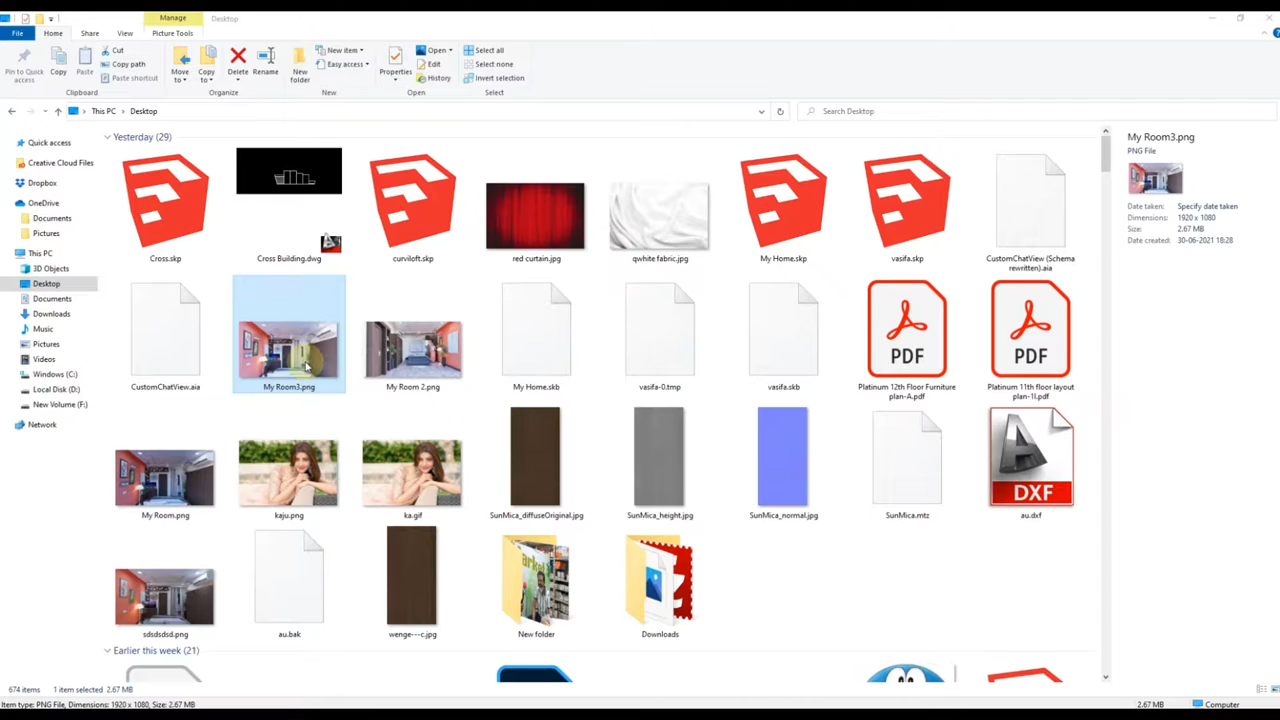 Manage
Desktop
File
Home
Share
View
Picture Tools
Pin to Quick
access
Copy
Paste
Cut
Copy path
Paste shortcut
Move
to
Copy
to
Delete
Rename
New
folder
New item
Easy access
Properties
Open
Edit
History
Select all
Select none
Invert selection
Clipboard
Organize
New
Open
Select
This PC
Desktop
Search Desktop
Quick access
Creative Cloud Files
Dropbox
OneDrive
Documents
Pictures
This PC
3D Objects
Desktop
Documents
Downloads
Music
Pictures
Videos
Windows (C:)
Local Disk (D:)
New Volume (F:)
Network
Yesterday (29)
Cross.skp
Cross Building.dwg
curviloft.skp
red curtain.jpg
qwhite fabric.jpg
My Home.skp
vasifa.skp
CustomChatView (Schema
rewritten).aia
CustomChatView.aia
My Room3.png
My Room 2.png
My Home.skb
vasifa-0.tmp
vasifa.skb
PDF
Platinum 12th Floor Furniture
plan-A.pdf
PDF
Platinum 11th floor layout
plan-1l.pdf
My Room.png
kaju.png
ka.gif
SunMica_diffuseOriginal.jpg
SunMica_height.jpg
SunMica_normal.jpg
SunMica.mtz
DXF
au.dxf
sdsdsdsd.png
au.bak
wenge---c.jpg
New folder
Downloads
Earlier this week (21)
My Room3.png
PNG File
Date taken: Specify date taken
Dimensions: 1920 x 1080
Size: 2.67 MB
Date created: 30-06-2021 18:28
674 items
1 item selected 2.67 MB
Item type: PNG File, Dimensions: 1920 x 1080, Size: 2.67 MB
2.67 MB
Computer